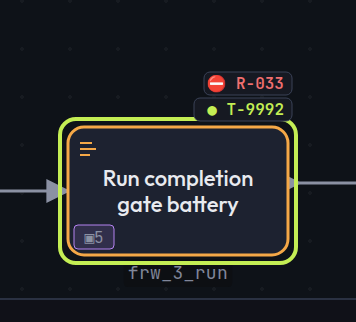 ⛔ R-033
● T-9992
Run completion
gate battery
▣5
frw_3_run